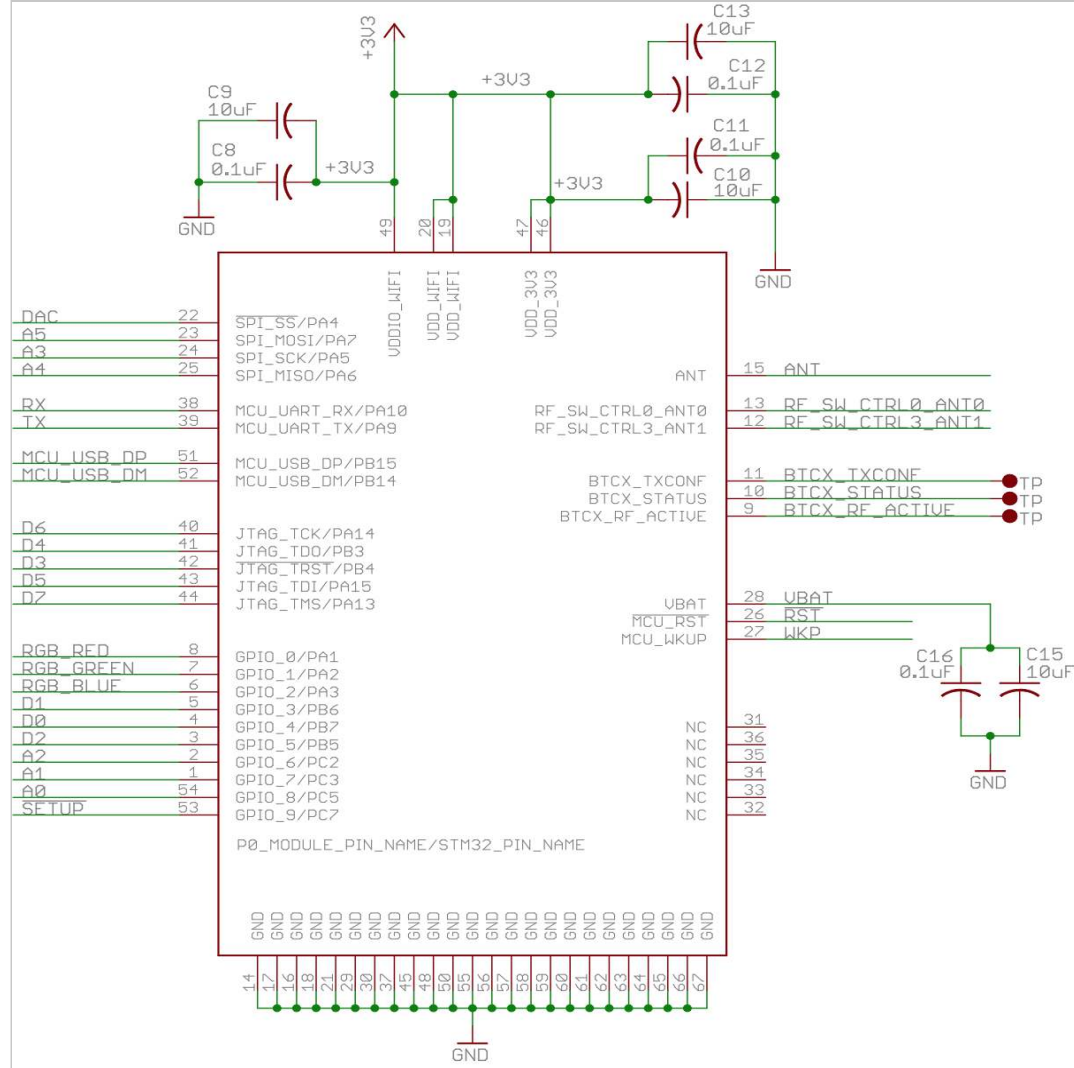 C13
10uF
+3V3
+3V3
C12
0.1uF
C9
10uF
C11
0.1uF
C8
0.1uF
+3V3
+3V3
C10
10uF
GND
49
20
19
47
46
GND
VDDIO_WIFI
VDD_WIFI
VDD_WIFI
VDD_3V3
VDD_3V3
DAC 22 SPI_SS/PA4
A5 23 SPI_MOSI/PA7
A3 24 SPI_SCK/PA5
A4 25 SPI_MISO/PA6
ANT 15 ANT
RX 38 MCU_UART_RX/PA10
RF_SW_CTRL0_ANT0 13 RF_SW_CTRL0_ANT0
TX 39 MCU_UART_TX/PA9
RF_SW_CTRL3_ANT1 12 RF_SW_CTRL3_ANT1
MCU_USB_DP 51 MCU_USB_DP/PB15
MCU_USB_DM 52 MCU_USB_DM/PB14
BTCX_TXCONF 11 BTCX_TXCONF TP
BTCX_STATUS 10 BTCX_STATUS TP
BTCX_RF_ACTIVE 9 BTCX_RF_ACTIVE TP
D6 40 JTAG_TCK/PA14
D4 41 JTAG_TDO/PB3
D3 42 JTAG_TRST/PB4
D5 43 JTAG_TDI/PA15
D7 44 JTAG_TMS/PA13
VBAT 28 VBAT
MCU_RST 26 RST
MCU_WKUP 27 WKP
RGB_RED 8 GPIO_0/PA1
RGB_GREEN 7 GPIO_1/PA2
RGB_BLUE 6 GPIO_2/PA3
D1 5 GPIO_3/PB6
D0 4 GPIO_4/PB7
D2 3 GPIO_5/PB5
A2 2 GPIO_6/PC2
A1 1 GPIO_7/PC3
A0 54 GPIO_8/PC5
SETUP 53 GPIO_9/PC7
C16
0.1uF
C15
10uF
GND
NC 31
NC 36
NC 35
NC 34
NC 33
NC 32
P0_MODULE_PIN_NAME/STM32_PIN_NAME
GND GND GND GND GND GND GND GND GND GND GND GND GND GND GND GND GND GND GND GND GND GND GND GND
14 17 16 18 21 29 30 37 45 48 50 55 56 57 58 59 60 61 62 63 64 65 66 67
GND